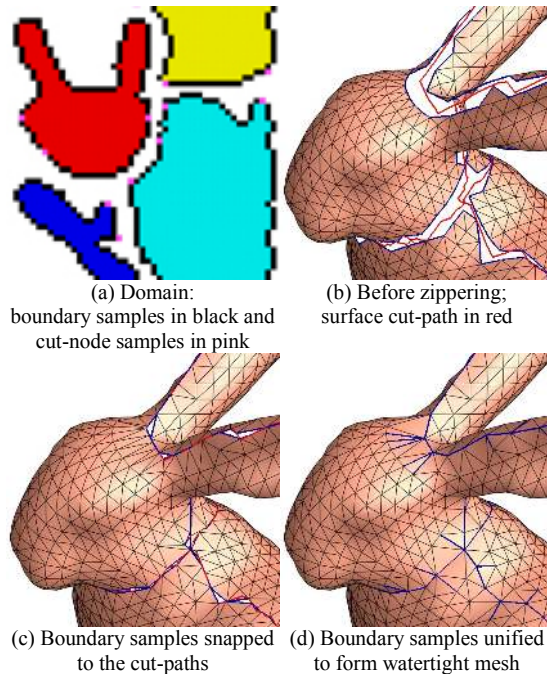 (a) Domain:
boundary samples in black and
cut-node samples in pink
(b) Before zippering;
surface cut-path in red
(c) Boundary samples snapped
to the cut-paths
(d) Boundary samples unified
to form watertight mesh